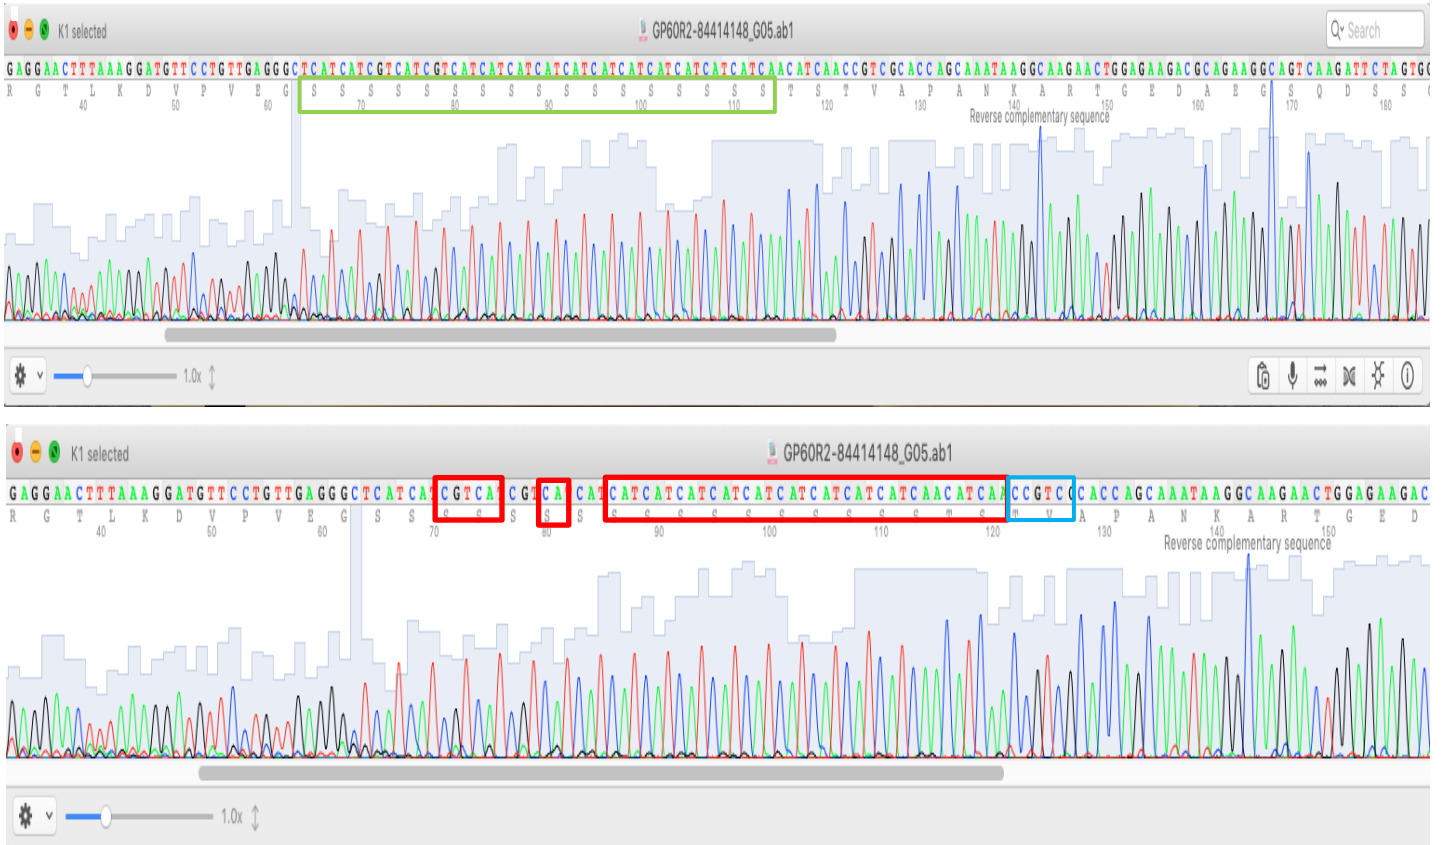 K1 selected
GP60R2-84414148_G05.ab1
Search
GAGGAACTTTAAAGGATGTTCCTGTTGAGGGCTCATCATCGTCATCGTCATCATCATCATCATCATCATCATCATCATCATCAACATCAACCGTCGCACCAGCAAATAAGGCAAGAACTGGAGAAGACGCAGAAGGCAGTCAAGATTCTAGTG
R G T L K D V P V E G S S S S S S S S S S S S S S S S S T S T V A P A N K A R T G E D A E G S Q D S S
40 50 60 70 80 90 100 110 120 130 140 150 160 170 180
Reverse complementary sequence
1.0x
K1 selected
GP60R2-84414148_G05.ab1
GAGGAACTTTAAAGGATGTTCCTGTTGAGGGCTCATCATCGTCATCGTCATCATCATCATCATCATCATCATCATCATCATCAACATCAACCGTCGCACCAGCAAATAAGGCAAGAACTGGAGAAGAC
R G T L K D V P V E G S S S S S S S S S S S S S S S S S T S T V A P A N K A R T G E D
40 50 60 70 80 90 100 110 120 130 140 150
Reverse complementary sequence
1.0x